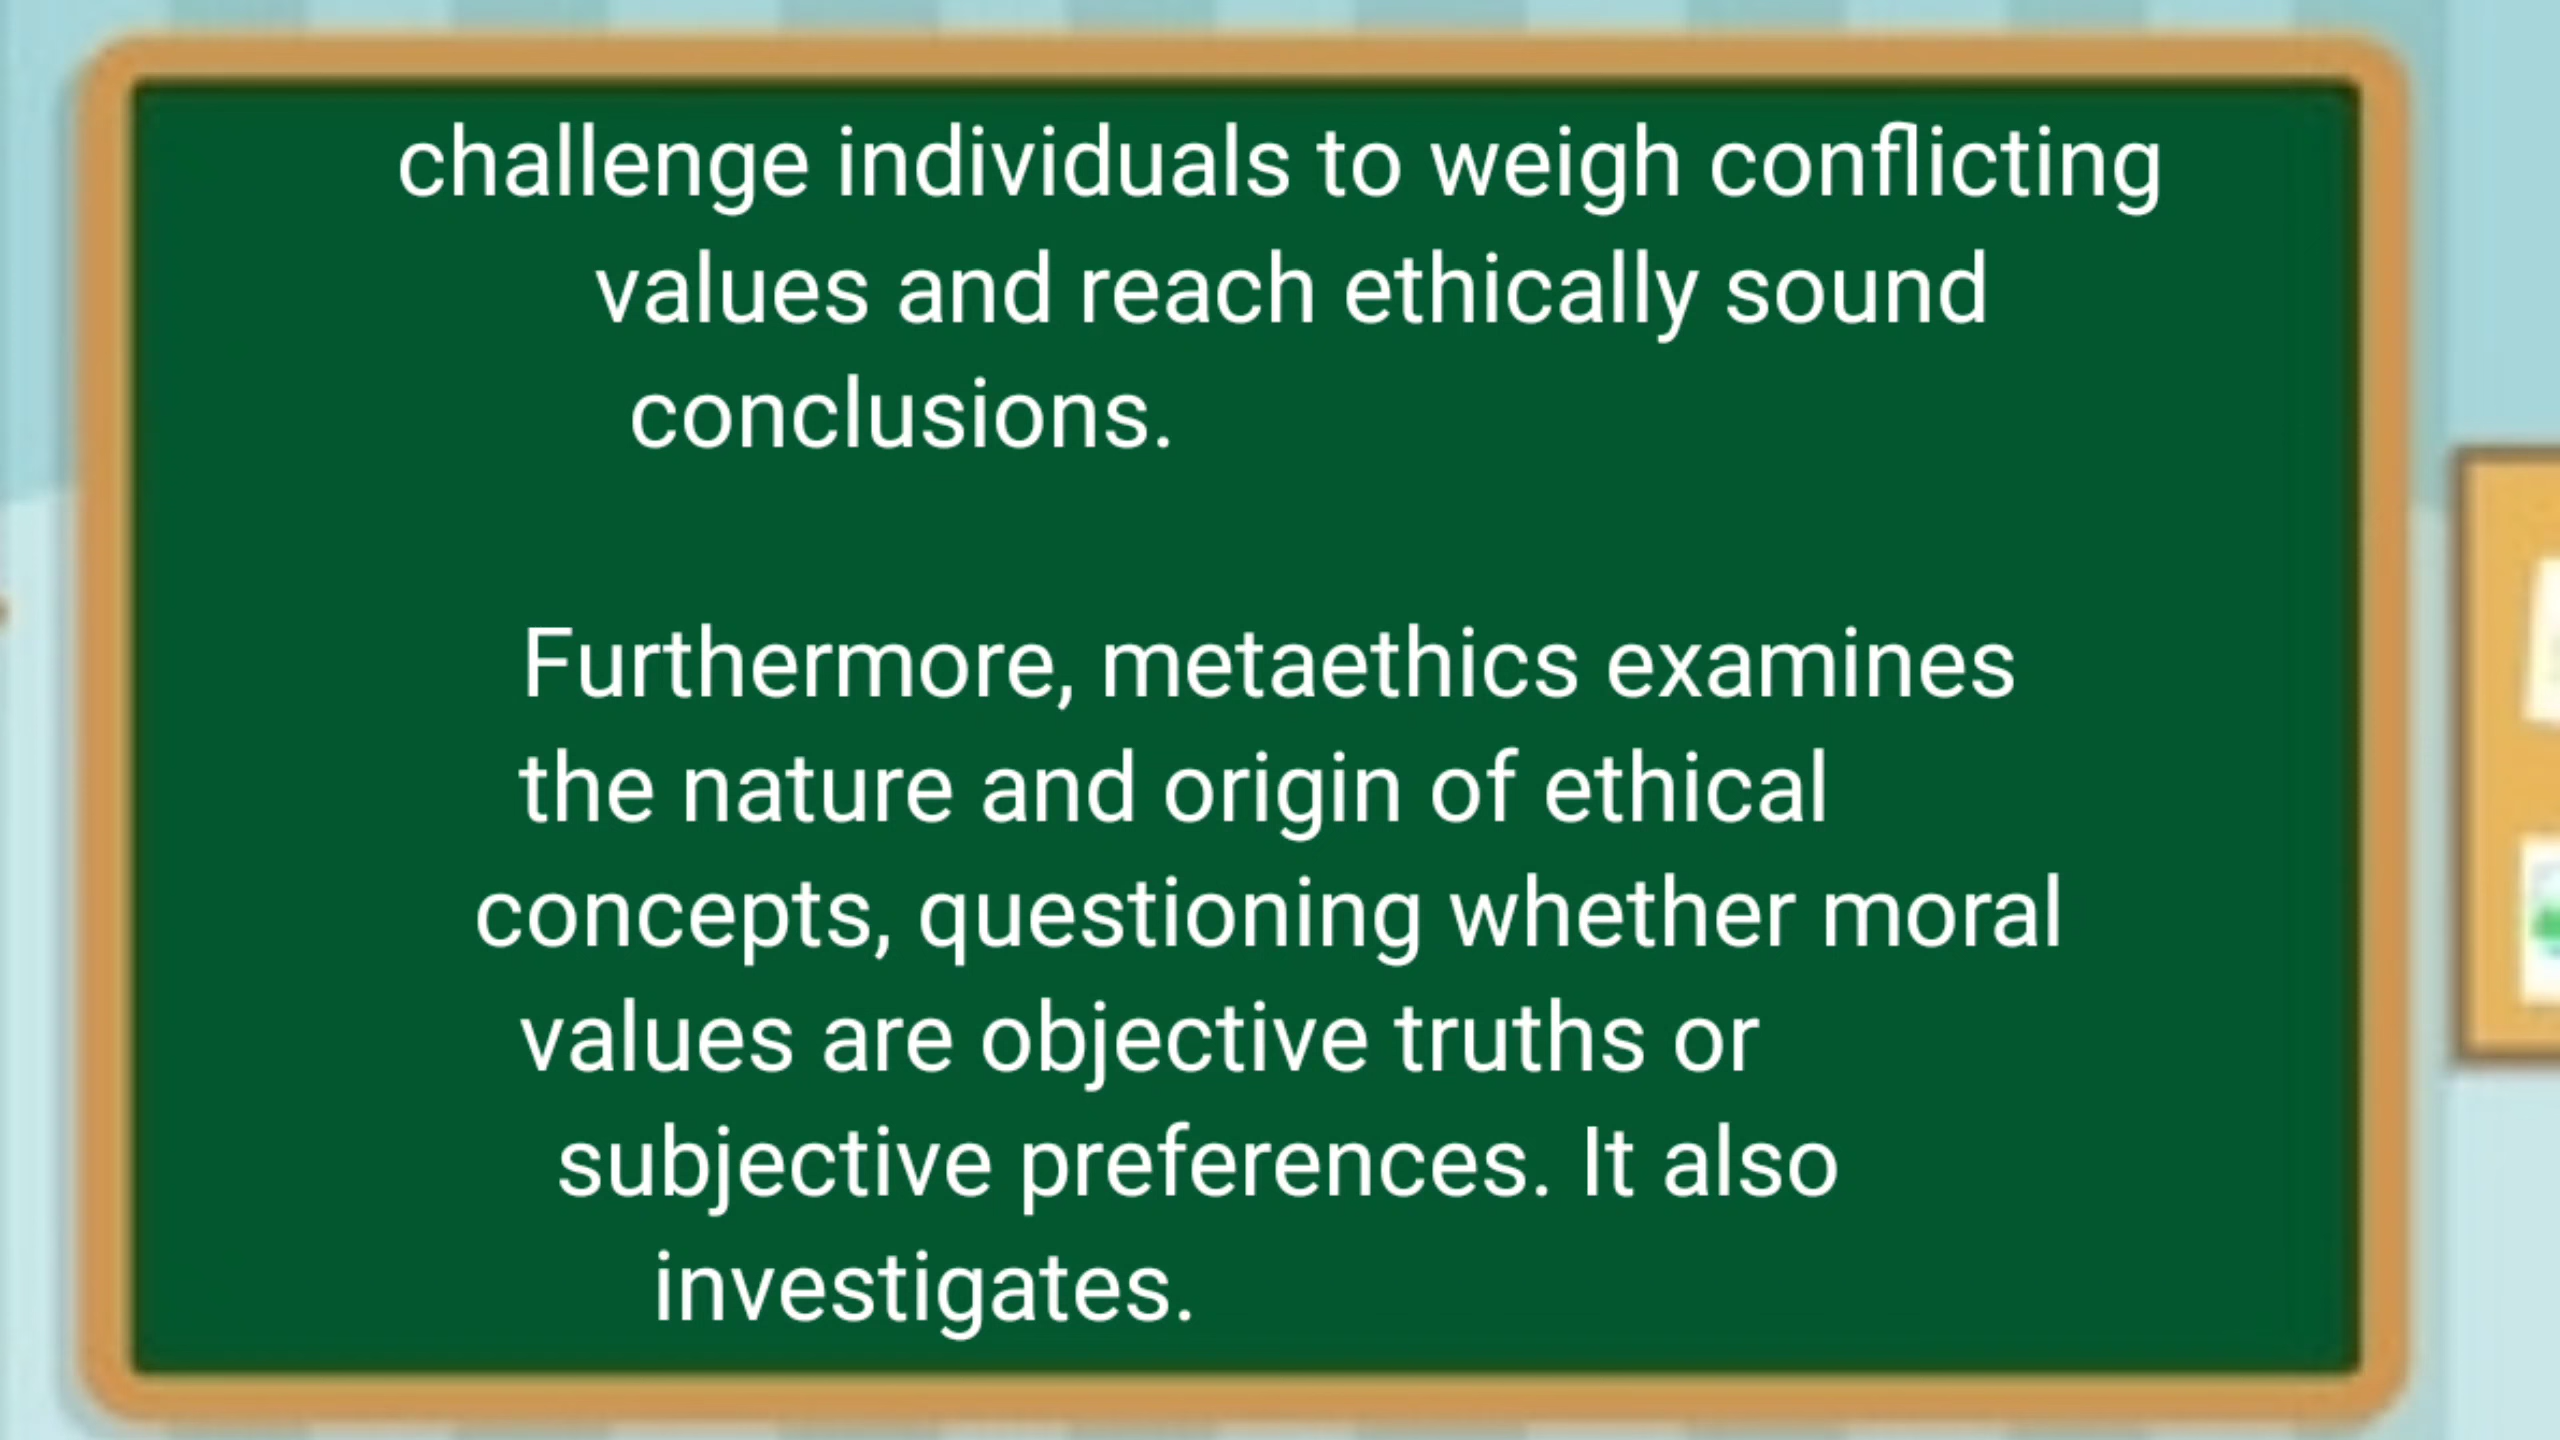 challenge individuals to weigh conflicting
values and reach ethically sound
conclusions.
Furthermore, metaethics examines
the nature and origin of ethical
concepts, questioning whether moral
values are objective truths or
subjective preferences. It also
investigates.